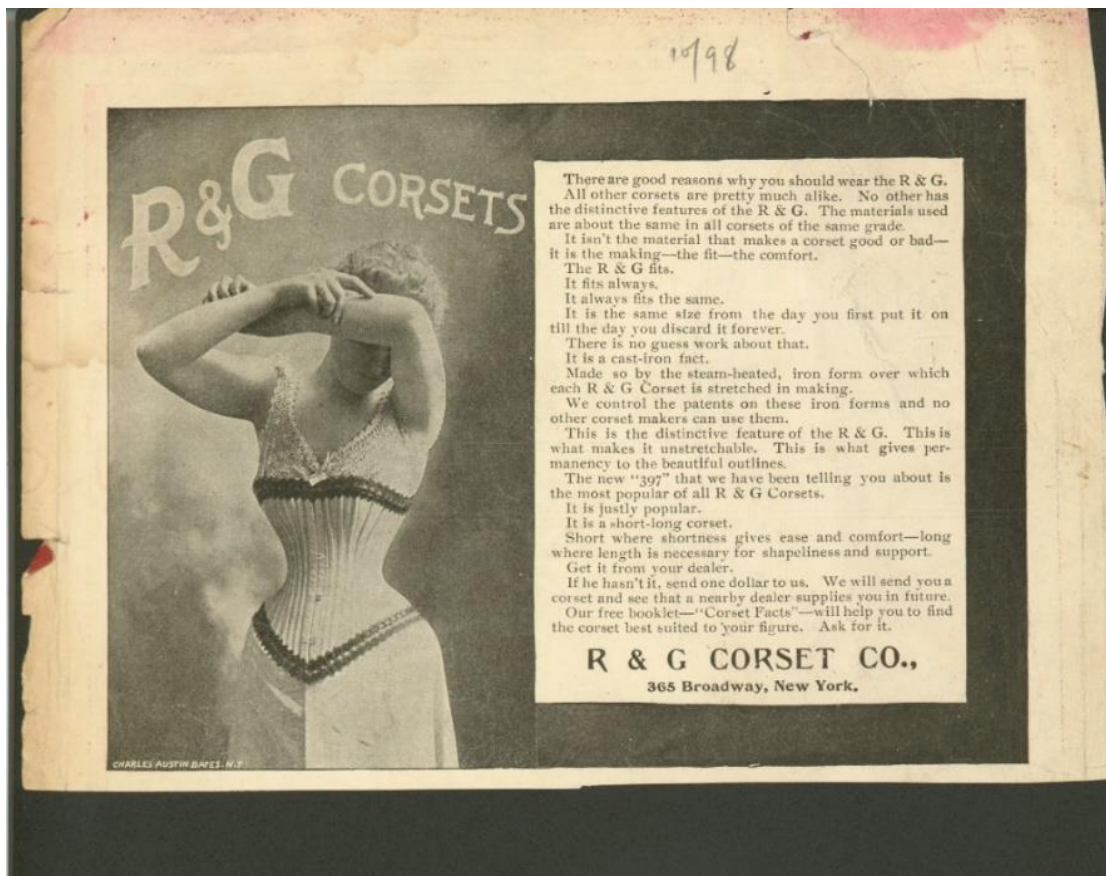 10/98
R&G CORSETS
There are good reasons why you should wear the R & G.
All other corsets are pretty much alike. No other has
the distinctive features of the R & G. The materials used
are about the same in all corsets of the same grade.
It isn't the material that makes a corset good or bad—
it is the making—the fit—the comfort.
The R & G fits.
It fits always.
It always fits the same.
It is the same size from the day you first put it on
till the day you discard it forever.
There is no guess work about that.
It is a cast-iron fact.
Made so by the steam-heated, iron form over which
each R & G Corset is stretched in making.
We control the patents on these iron forms and no
other corset makers can use them.
This is the distinctive feature of the R & G. This is
what makes it unstretchable. This is what gives per-
manency to the beautiful outlines.
The new "397" that we have been telling you about is
the most popular of all R & G Corsets.
It is justly popular.
It is a short-long corset.
Short where shortness gives ease and comfort—long
where length is necessary for shapeliness and support.
Get it from your dealer.
If he hasn't it, send one dollar to us. We will send you a
corset and see that a nearby dealer supplies you in future.
Our free booklet—"Corset Facts"—will help you to find
the corset best suited to your figure. Ask for it.
R & G CORSET CO.,
365 Broadway, New York.
CHARLES AUSTIN BATES. N.Y.